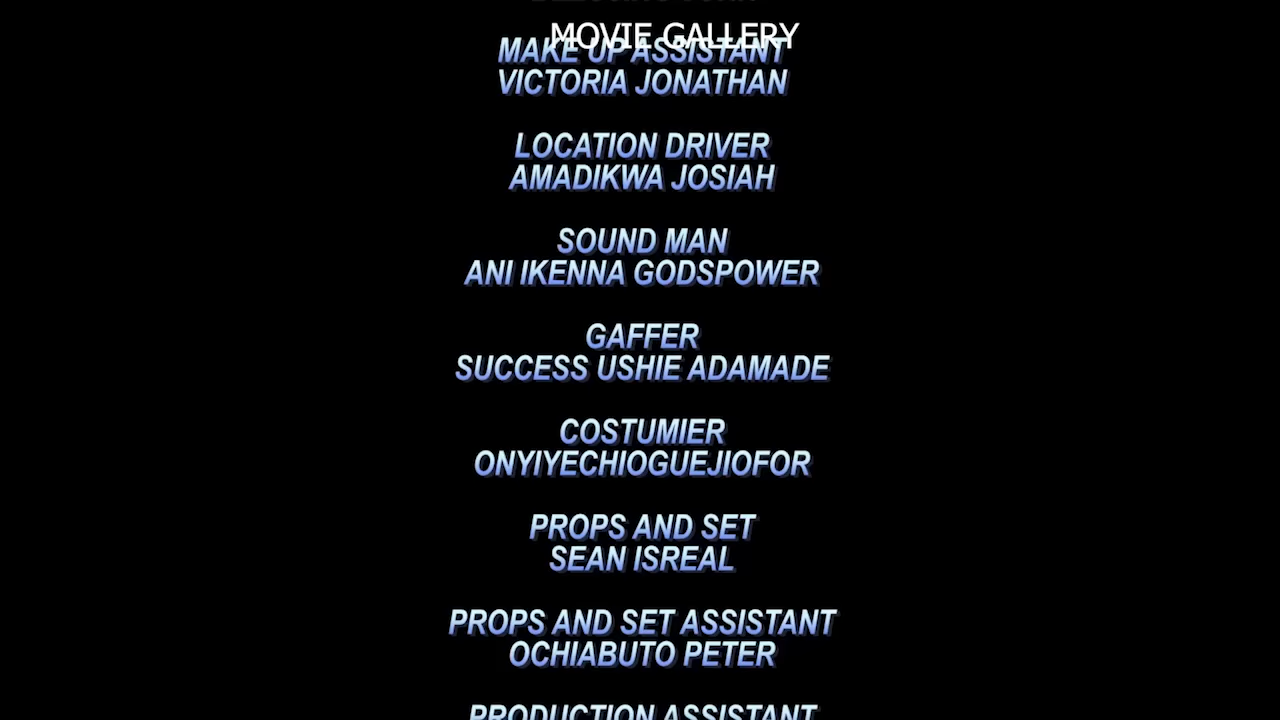 MOVIE GALLERY
MAKE UP ASSISTANT
VICTORIA JONATHAN
LOCATION DRIVER
AMADIKWA JOSIAH
SOUND MAN
ANI IKENNA GODSPOWER
GAFFER
SUCCESS USHIE ADAMADE
COSTUMIER
ONYIYECHIOGUEJIOFOR
PROPS AND SET
SEAN ISREAL
PROPS AND SET ASSISTANT
OCHIABUTO PETER
PRODUCTION ASSISTANT